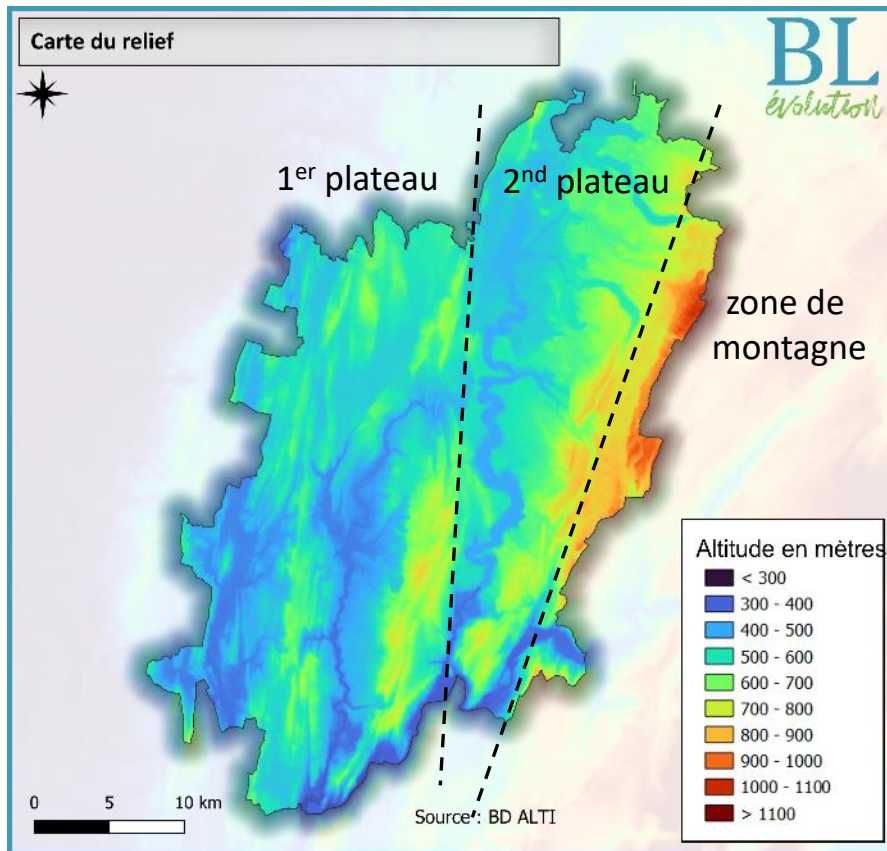 Carte du relief
BL
évolution
1er plateau
2nd plateau
zone de
montagne
Altitude en mètres
< 300
300 - 400
400 - 500
500 - 600
600 - 700
700 - 800
800 - 900
900 - 1000
1000 - 1100
> 1100
0 5 10 km
Source : BD ALTI